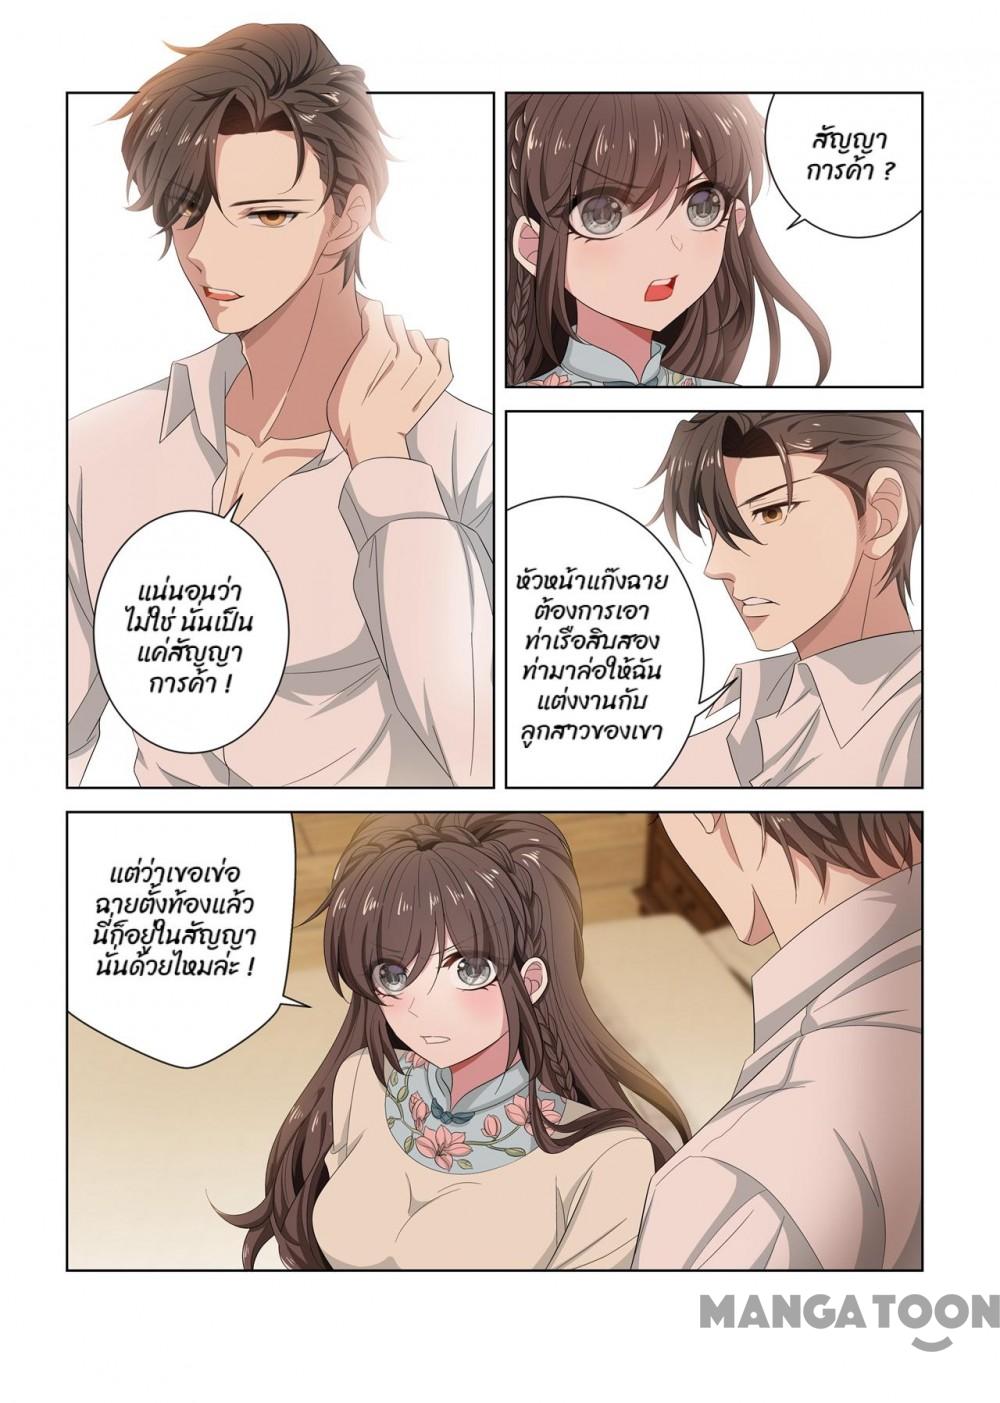 แน่นอนว่า
ไม่ใช่ นั่นเป็น
แค่สัญญา
การค้า !
สัญญา
การค้า ?
หัวหน้าแก๊งฉาย
ต้องการเอา
ท่าเรือสิบสอง
ท่ามาล่อให้ฉัน
แต่งงานกับ
ลูกสาวของเขา
แต่ว่าเขอเข่อ
ฉายตั้งท้องแล้ว
นี่ก็อยู่ในสัญญา
นั่นด้วยไหมล่ะ !
MANGATOON